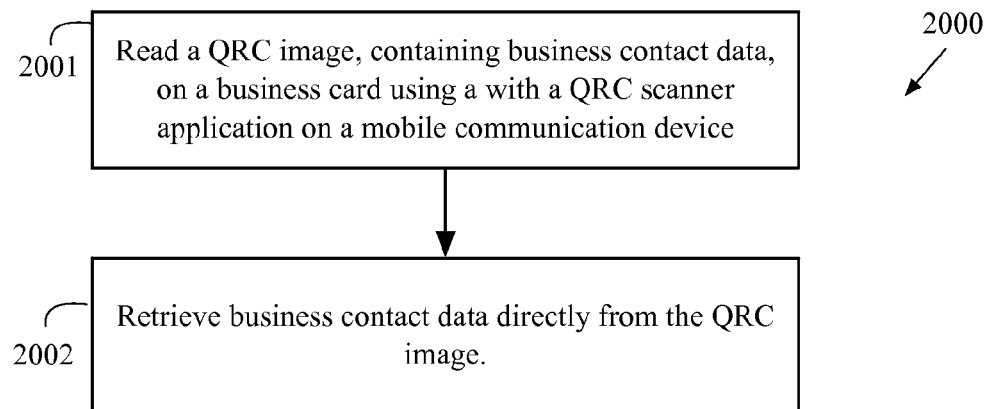 2000
2001
Read a QRC image, containing business contact data,
on a business card using a with a QRC scanner
application on a mobile communication device
Retrieve business contact data directly from the QRC
image.
2002